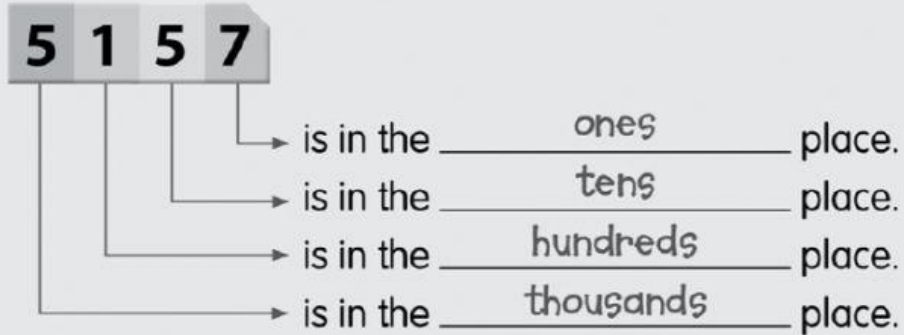 5 1 5 7
is in the ones place.
is in the tens place.
is in the hundreds place.
is in the thousands place.